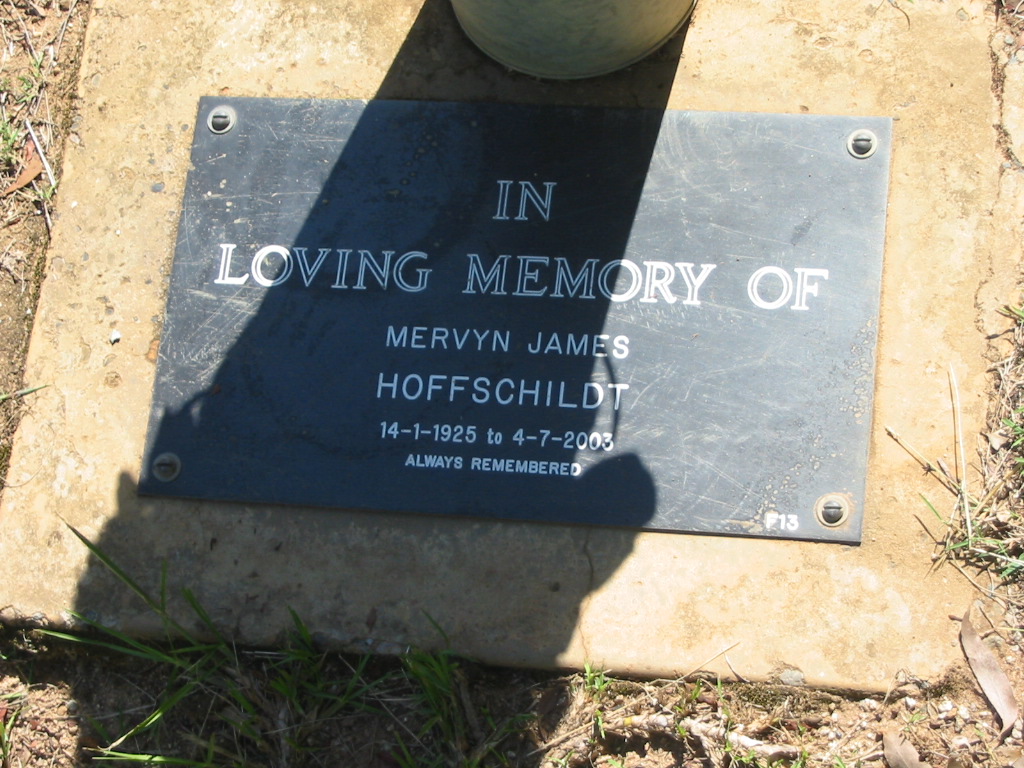 IN
LOVING MEMORY OF
MERVYN JAMES
HOFFSCHILDT
14-1-1925 to 4-7-2003
ALWAYS REMEMBERED
F13